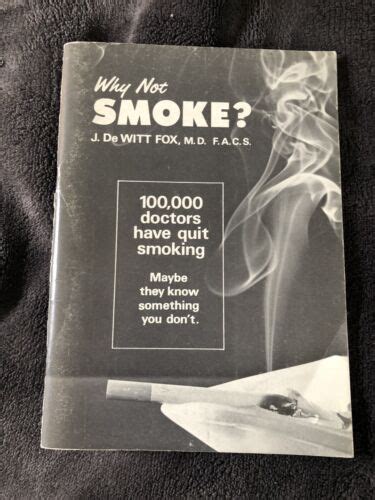 Why Not
SMOKE?
J. De WITT FOX, M.D. F.A.C.S.
100,000
doctors
have quit
smoking
Maybe
they know
something
you don't.